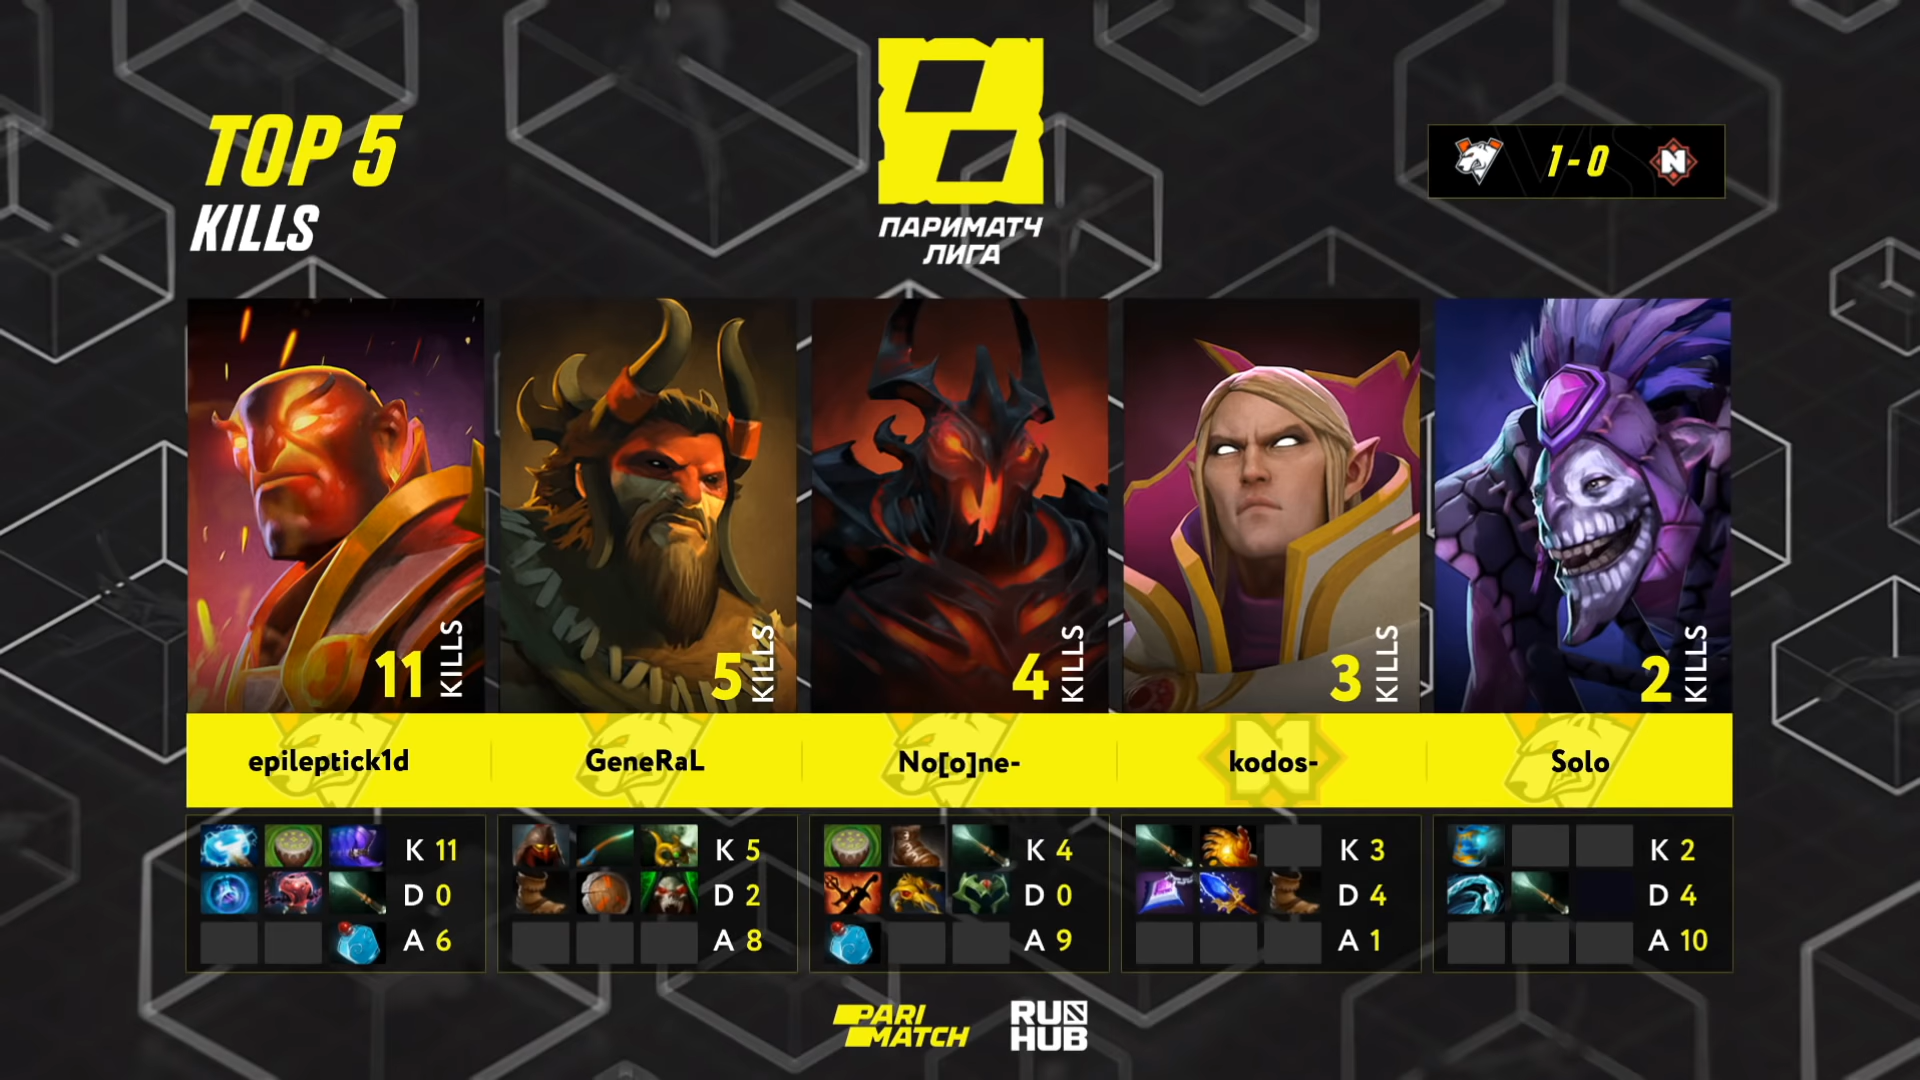 TOP 5
KILLS
ПАРИМАТЧ
ЛИГА
1 - 0
N
11 KILLS
5 KILLS
4 KILLS
3 KILLS
2 KILLS
epileptick1d
GeneRaL
No[o]ne-
kodos-
Solo
K 11
D 0
A 6
K 5
D 2
A 8
K 4
D 0
A 9
K 3
D 4
A 1
K 2
D 4
A 10
PARI
MATCH
RU
HUB